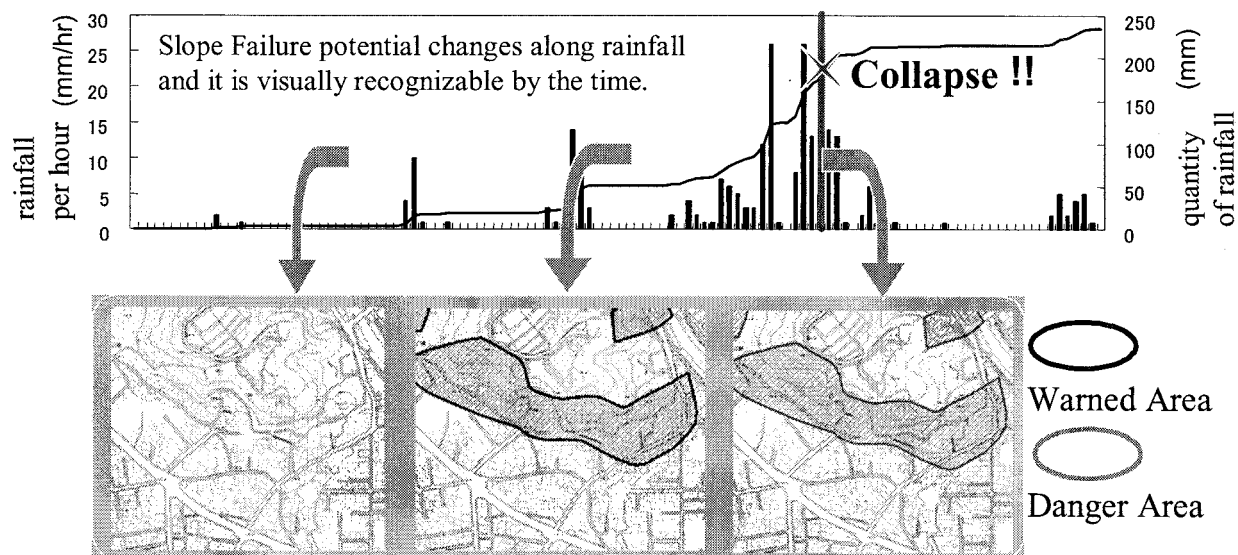 30
25
20
15
10
5
0
rainfall
per hour (mm/hr)
Slope Failure potential changes along rainfall
and it is visually recognizable by the time.
Collapse !!
250
200
150
100
50
0
quantity (mm)
of rainfall
Warned Area
Danger Area